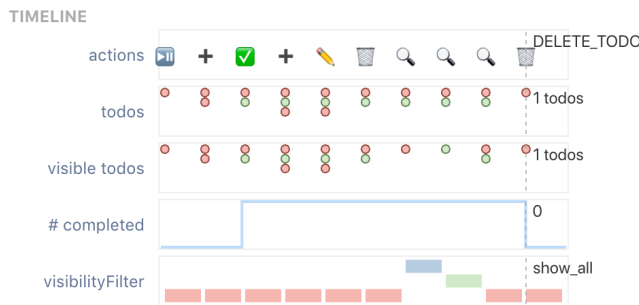 TIMELINE
actions
DELETE_TODO
todos
1 todos
visible todos
1 todos
# completed
0
visibilityFilter
show_all